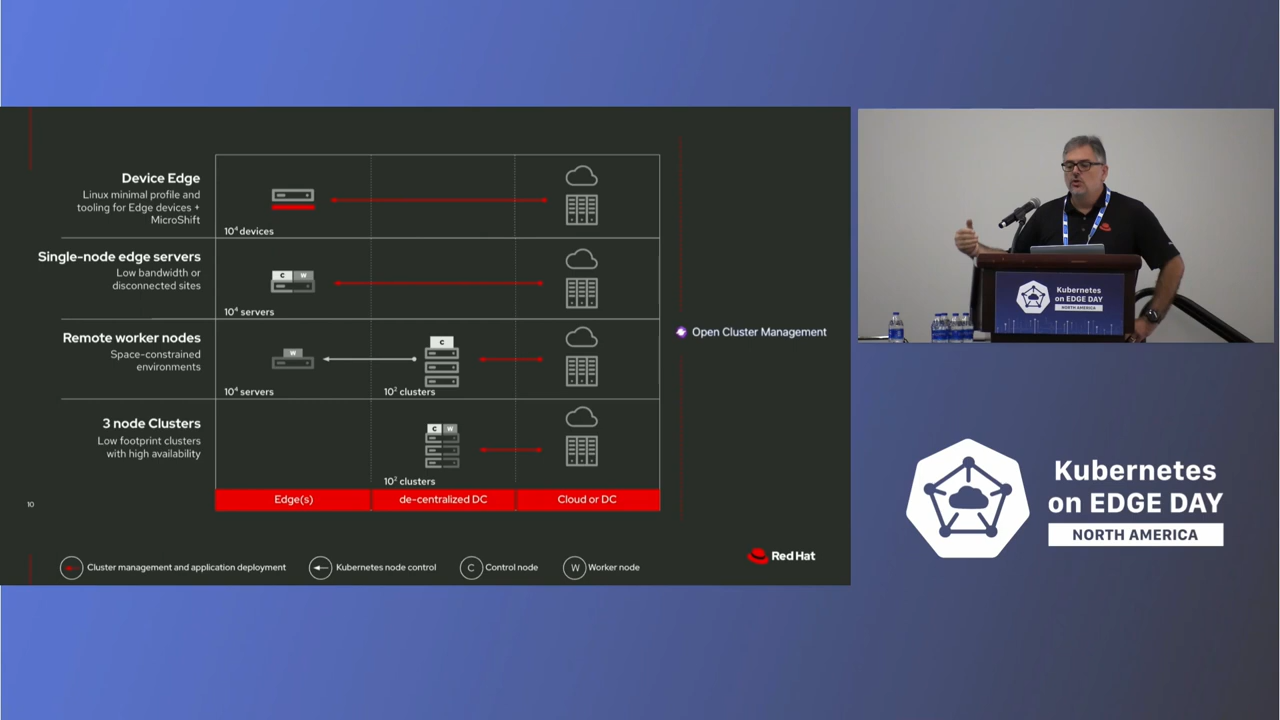 Device Edge
Linux minimal profile and
tooling for Edge devices +
MicroShift
10⁴ devices
Single-node edge servers
Low bandwidth or
disconnected sites
C W
10⁴ servers
Remote worker nodes
Space-constrained
environments
W
C
10⁴ servers
10² clusters
3 node Clusters
Low footprint clusters
with high availability
C W
10² clusters
Edge(s)
de-centralized DC
Cloud or DC
Open Cluster Management
10
Cluster management and application deployment
Kubernetes node control
C Control node
W Worker node
Red Hat
Kubernetes
on EDGE DAY
NORTH AMERICA
Kubernetes
on EDGE DAY
NORTH AMERICA